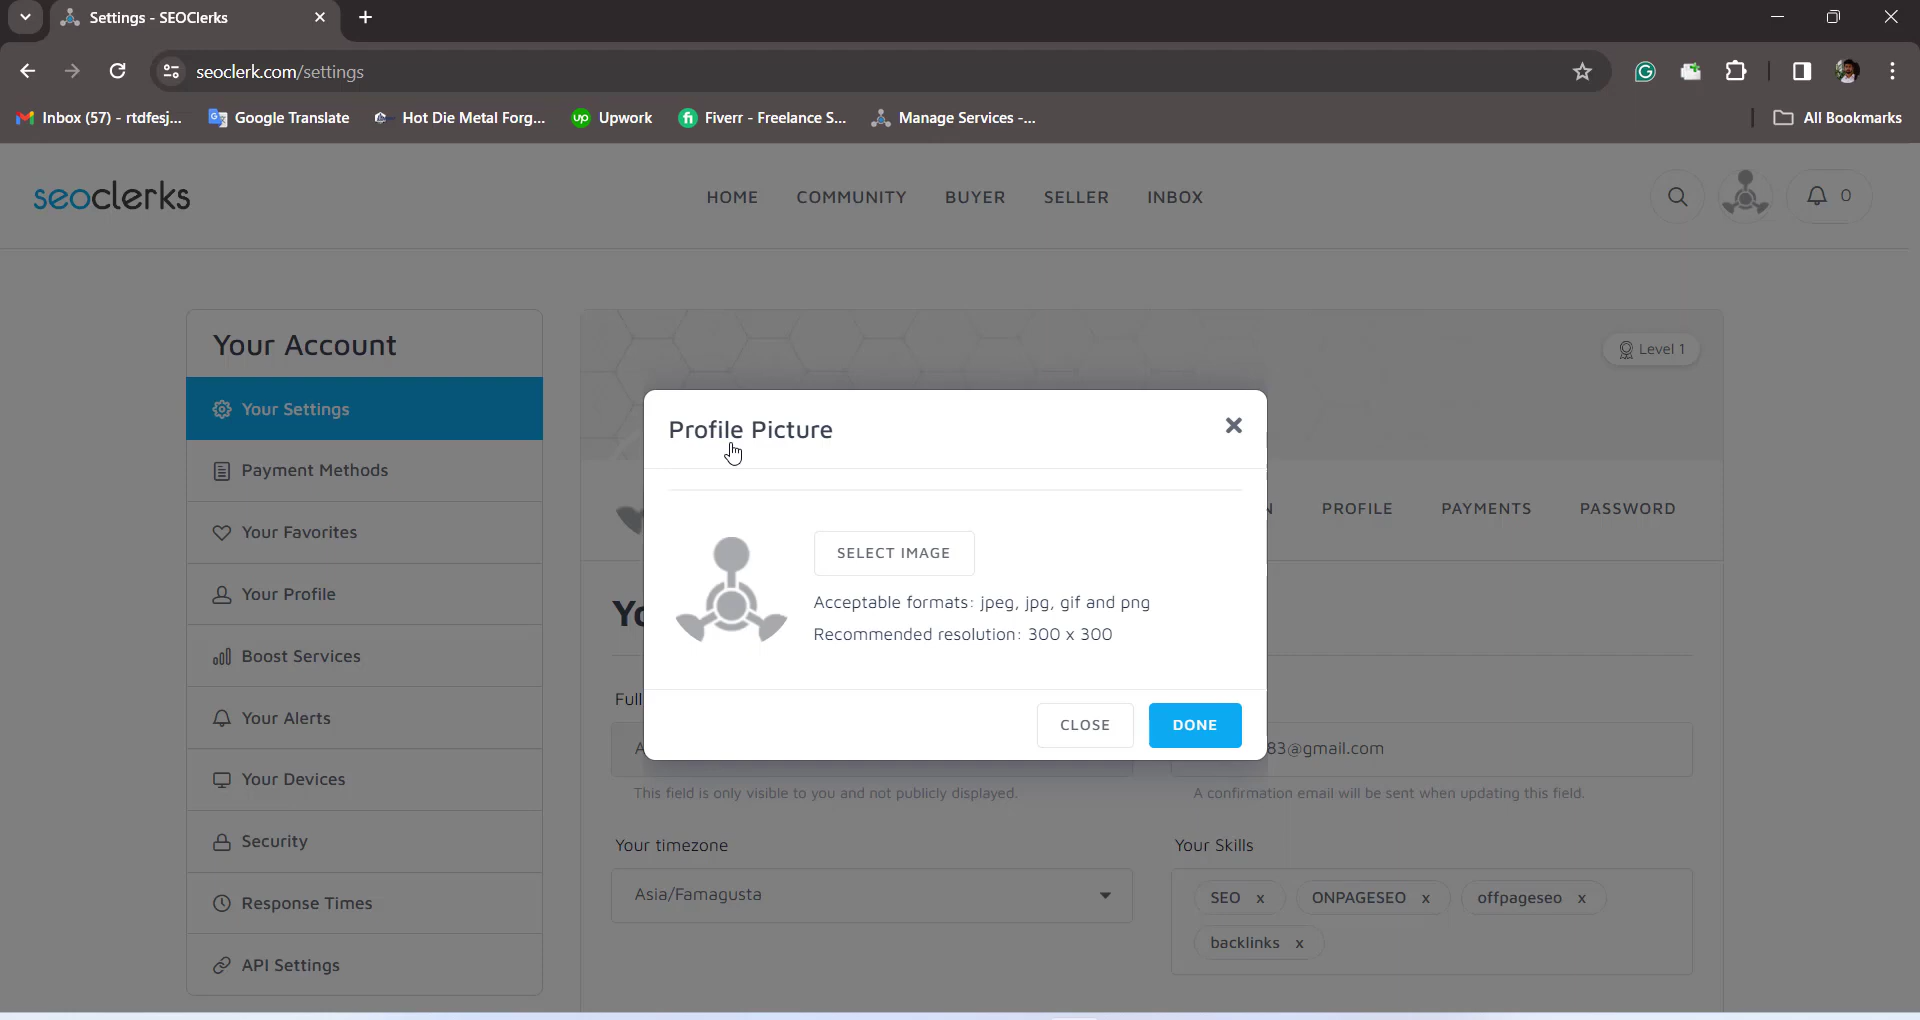 Settings - SEOClerks
seoclerk.com/settings
Inbox (57) - rtdfesj...
Google Translate
Hot Die Metal Forg...
up Upwork
fi Fiverr - Freelance S...
Manage Services -...
All Bookmarks
seoclerks
HOME
COMMUNITY
BUYER
SELLER
INBOX
0
Your Account
Your Settings
Payment Methods
Your Favorites
Your Profile
Boost Services
Your Alerts
Your Devices
Security
Response Times
API Settings
Level 1
Profile Picture
PROFILE
PAYMENTS
PASSWORD
SELECT IMAGE
Acceptable formats: jpeg, jpg, gif and png
Recommended resolution: 300 x 300
CLOSE
DONE
Yo
Full
A
83@gmail.com
This field is only visible to you and not publicly displayed.
A confirmation email will be sent when updating this field.
Your timezone
Your Skills
Asia/Famagusta
SEO x
ONPAGESEO x
offpageseo x
backlinks x